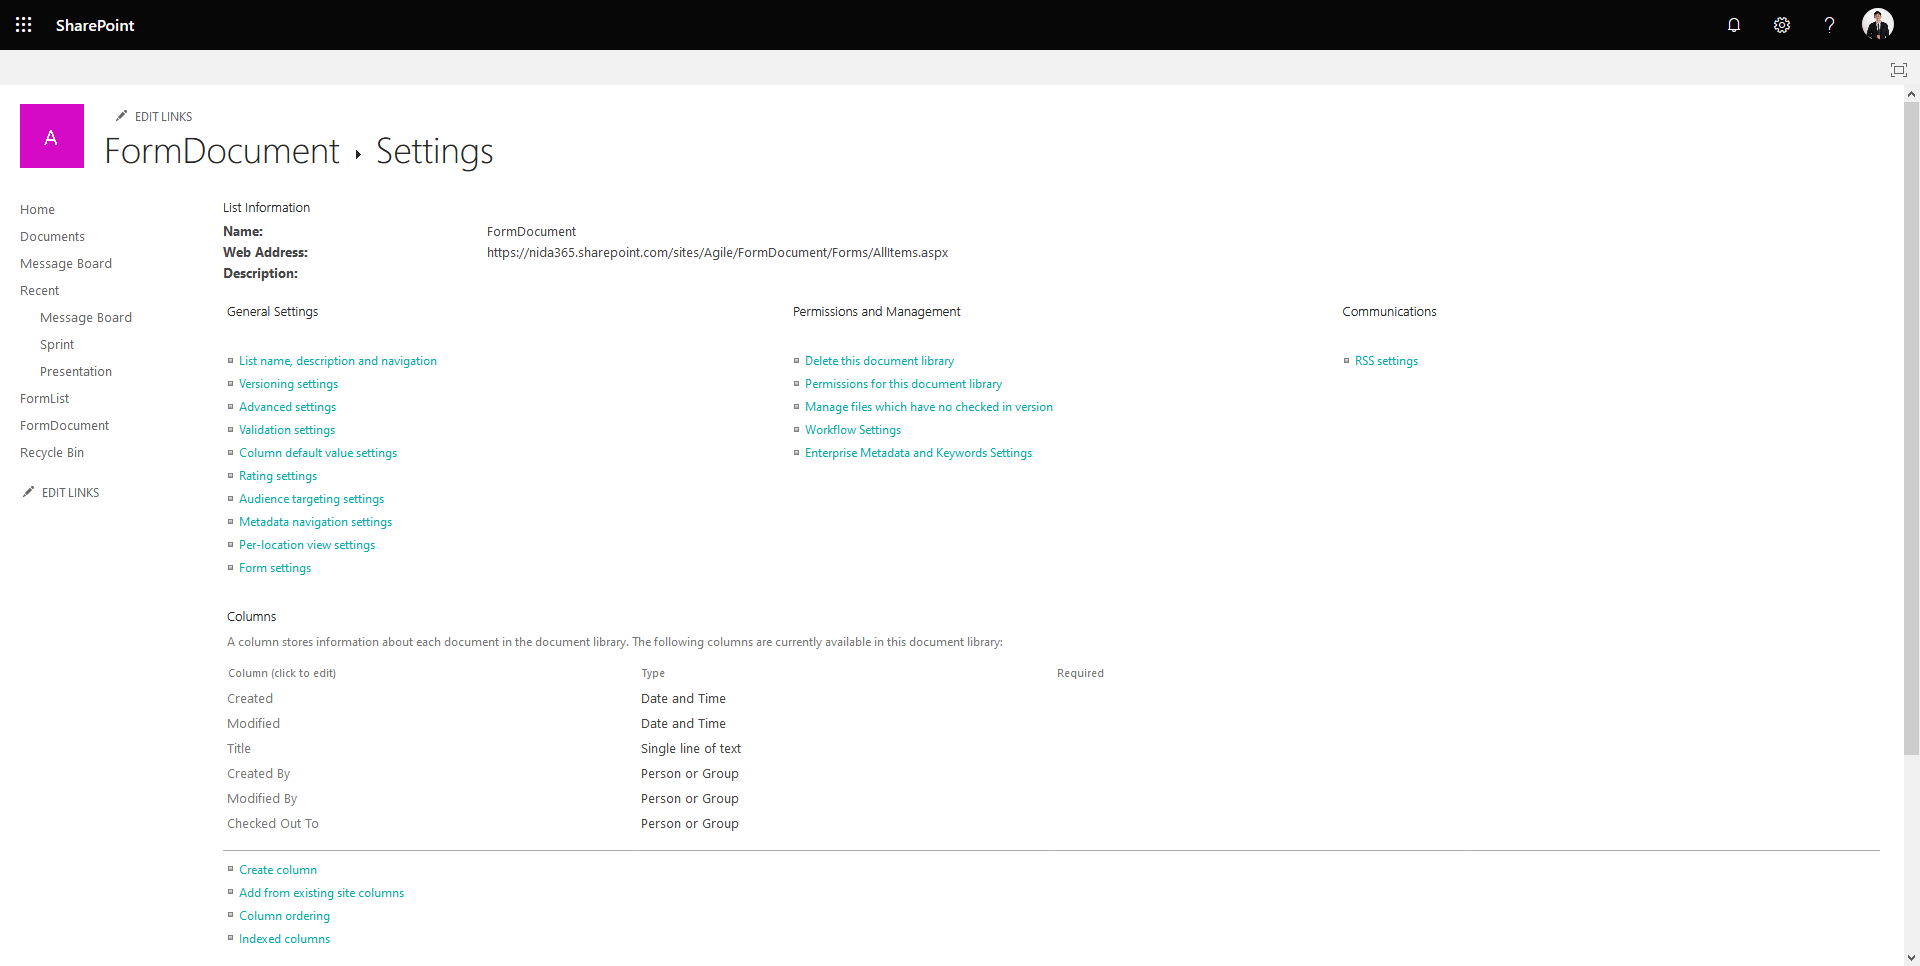 SharePoint
EDIT LINKS
A
FormDocument ▸ Settings
Home
Documents
Message Board
Recent
Message Board
Sprint
Presentation
FormList
FormDocument
Recycle Bin
EDIT LINKS
List Information
Name: FormDocument
Web Address: https://nida365.sharepoint.com/sites/Agile/FormDocument/Forms/AllItems.aspx
Description:
General Settings
List name, description and navigation
Versioning settings
Advanced settings
Validation settings
Column default value settings
Rating settings
Audience targeting settings
Metadata navigation settings
Per-location view settings
Form settings
Permissions and Management
Delete this document library
Permissions for this document library
Manage files which have no checked in version
Workflow Settings
Enterprise Metadata and Keywords Settings
Communications
RSS settings
Columns
A column stores information about each document in the document library. The following columns are currently available in this document library:
Column (click to edit) Type Required
Created Date and Time
Modified Date and Time
Title Single line of text
Created By Person or Group
Modified By Person or Group
Checked Out To Person or Group
Create column
Add from existing site columns
Column ordering
Indexed columns